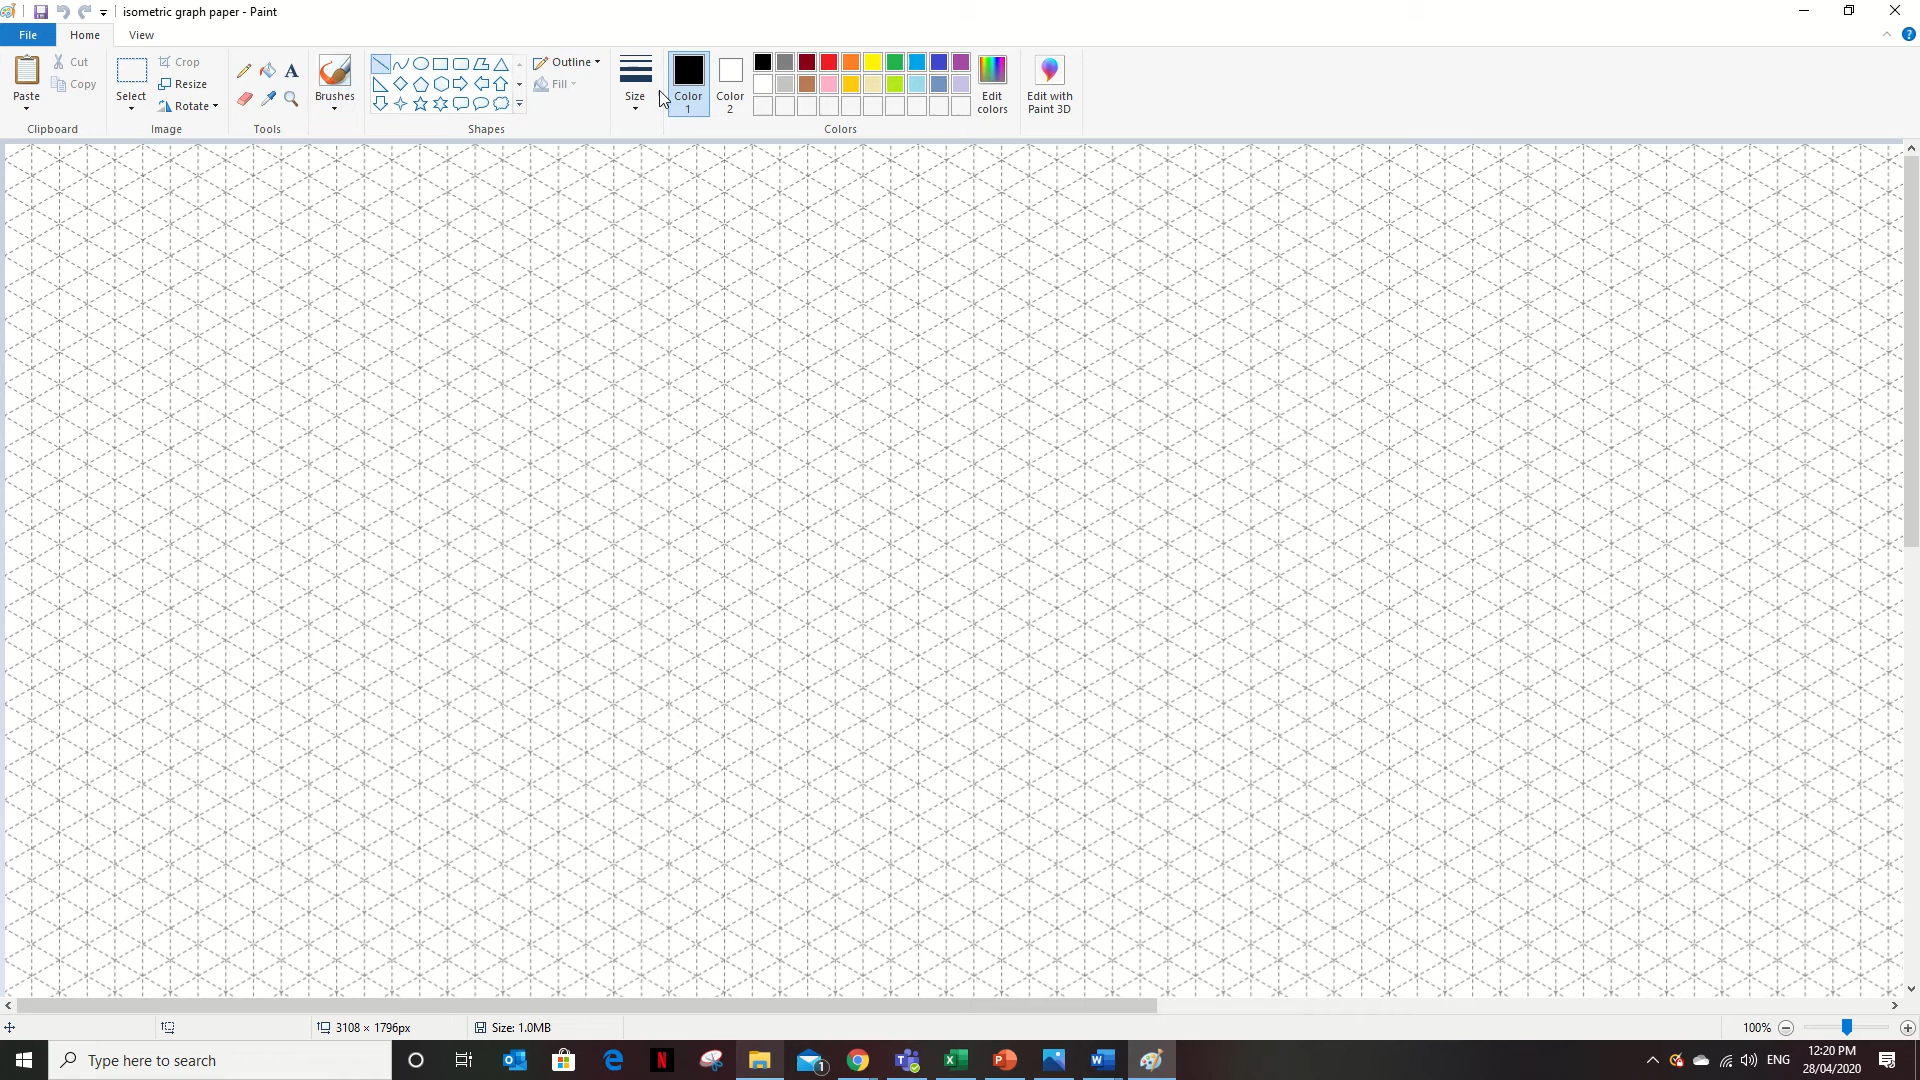 isometric graph paper - Paint
File Home View
Paste
Cut
Copy
Clipboard
Select
Crop
Resize
Rotate
Image
A
Tools
Brushes
Outline
Fill
Shapes
Size
Color
1
Color
2
Colors
Edit
colors
Edit with
Paint 3D
3108 × 1796px
Size: 1.0MB
100%
Type here to search
1
ENG
12:20 PM
28/04/2020